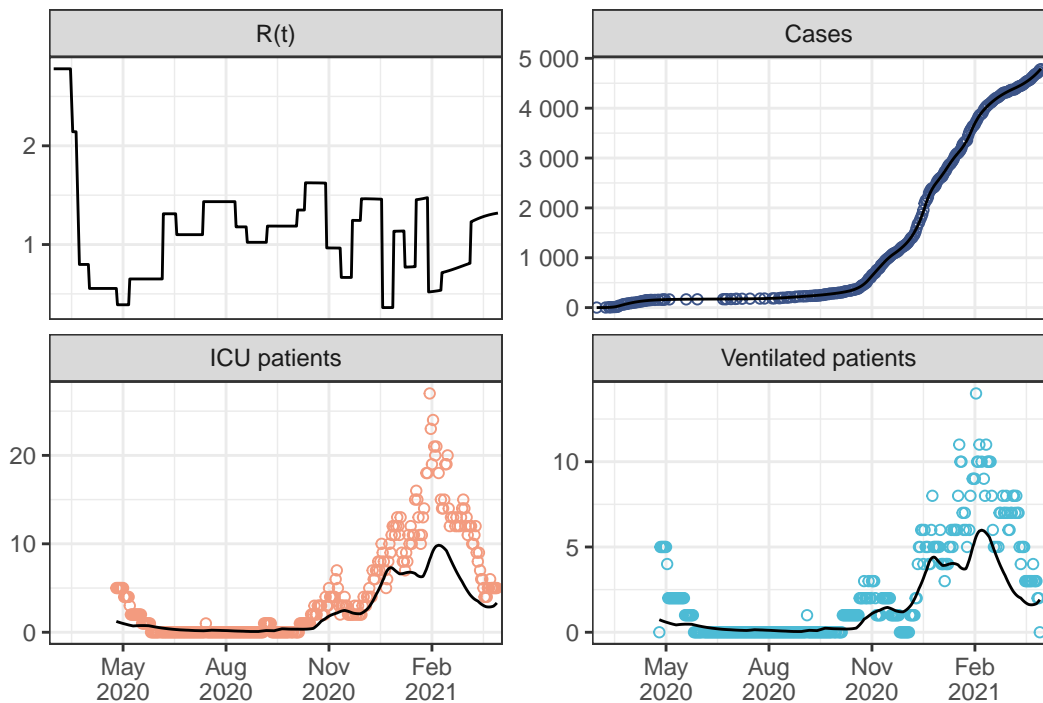 R(t)
Cases
2
1
5 000
4 000
3 000
2 000
1 000
0
ICU patients
Ventilated patients
20
10
0
10
5
0
May
2020
Aug
2020
Nov
2020
Feb
2021
May
2020
Aug
2020
Nov
2020
Feb
2021